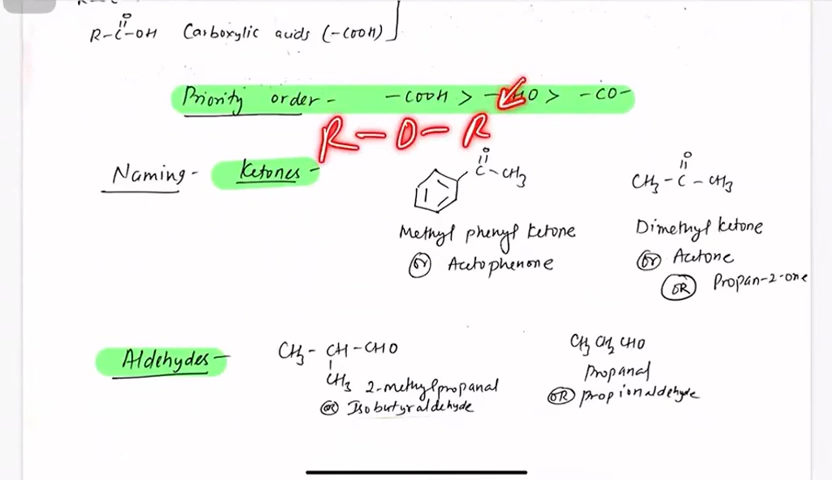 R-C-OH Carboxylic acids (-COOH)
O
Priority order - -COOH > -HO > -CO-
R-O-R
Naming - Ketones -
O
C-CH3
O
CH3-C-CH3
Methyl phenyl ketone
or Acetophenone
Dimethyl ketone
or Acetone
OR Propan-2-one
Aldehydes -
CH3-CH-CHO
CH3 2-methylpropanal
or Isobutyraldehyde
CH3CH2CHO
Propanal
OR propionaldehyde